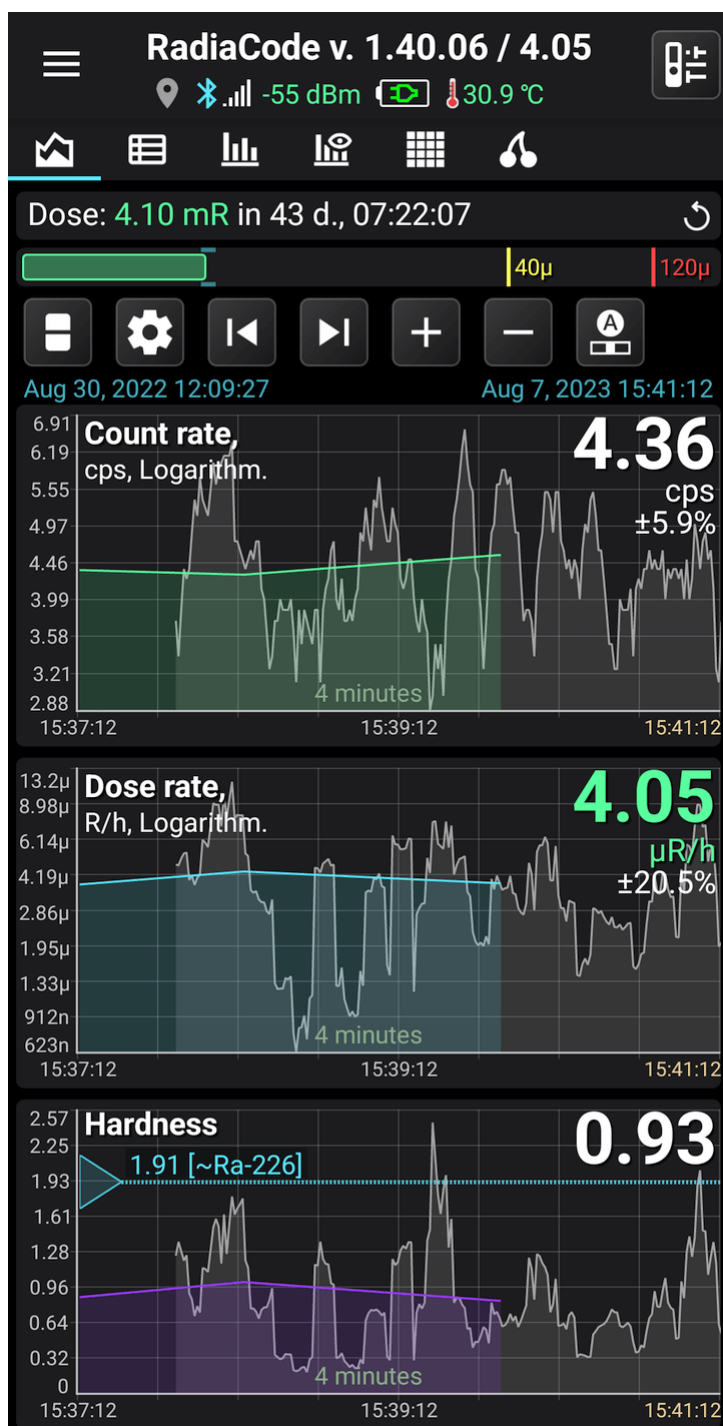 RadiaCode v. 1.40.06 / 4.05
-55 dBm 30.9 °C
Dose: 4.10 mR in 43 d., 07:22:07
40µ 120µ
A
Aug 30, 2022 12:09:27 Aug 7, 2023 15:41:12
Count rate,
cps, Logarithm.
4.36
cps
±5.9%
6.91
6.19
5.55
4.97
4.46
3.99
3.58
3.21
2.88
4 minutes
15:37:12 15:39:12 15:41:12
Dose rate,
R/h, Logarithm.
4.05
µR/h
±20.5%
13.2µ
8.98µ
6.14µ
4.19µ
2.86µ
1.95µ
1.33µ
912n
623n
4 minutes
15:37:12 15:39:12 15:41:12
Hardness
0.93
1.91 [~Ra-226]
2.57
2.25
1.93
1.61
1.28
0.96
0.64
0.32
0
4 minutes
15:37:12 15:39:12 15:41:12